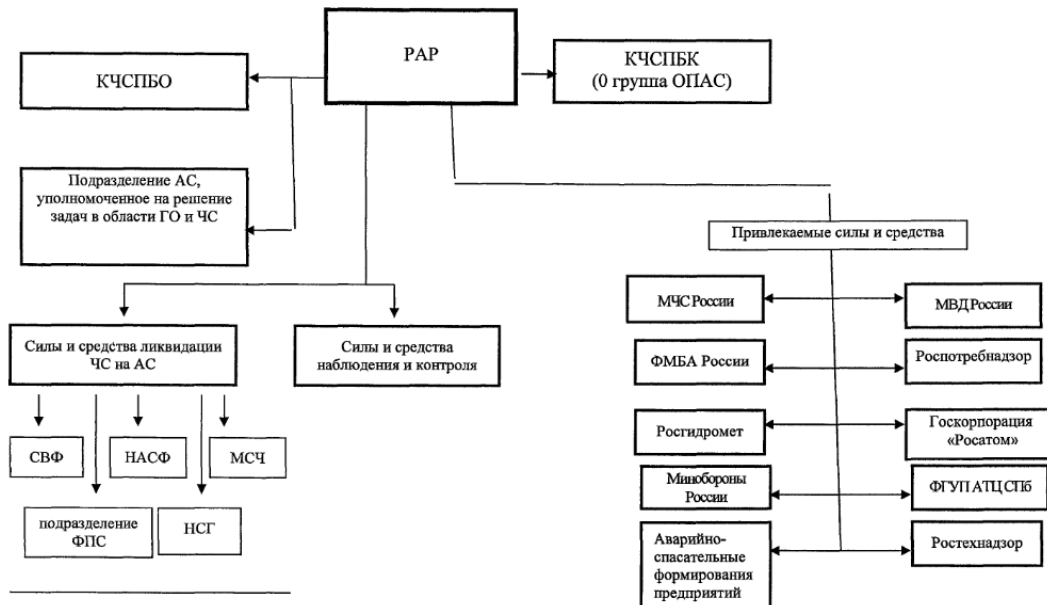 РАР
КЧСПБО
КЧСПБК
(0 группа ОПАС)
Подразделение АС,
уполномоченное на решение
задач в области ГО и ЧС
Привлекаемые силы и средства
Силы и средства ликвидации
ЧС на АС
Силы и средства
наблюдения и контроля
СВФ
НАСФ
МСЧ
подразделение
ФПС
НСГ
МЧС России
МВД России
ФМБА России
Роспотребнадзор
Росгидромет
Госкорпорация
«Росатом»
Минобороны
России
ФГУП АТЦ СПб
Аварийно-
спасательные
формирования
предприятий
Ростехнадзор